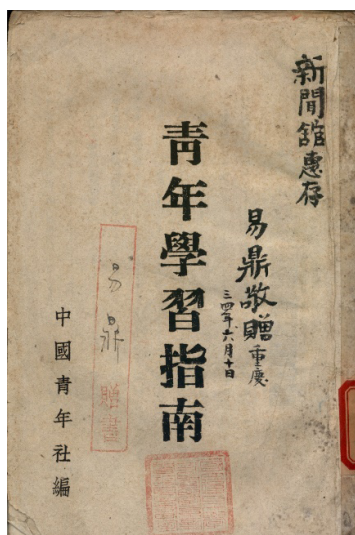 新聞館惠存
易鼎敬贈 重慶
三四年、六月十日
青年學習指南
易鼎贈書
中國青年社編